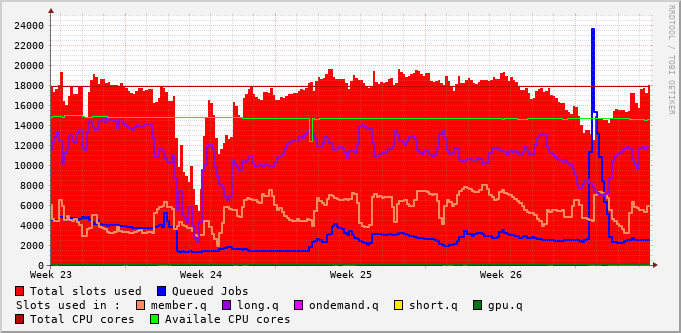 24000
22000
20000
18000
16000
14000
12000
10000
8000
6000
4000
2000
0
Week 23 Week 24 Week 25 Week 26
RRDTOOL / TOBI OETIKER
Total slots used Queued Jobs
Slots used in : member.q long.q ondemand.q short.q gpu.q
Total CPU cores Availale CPU cores